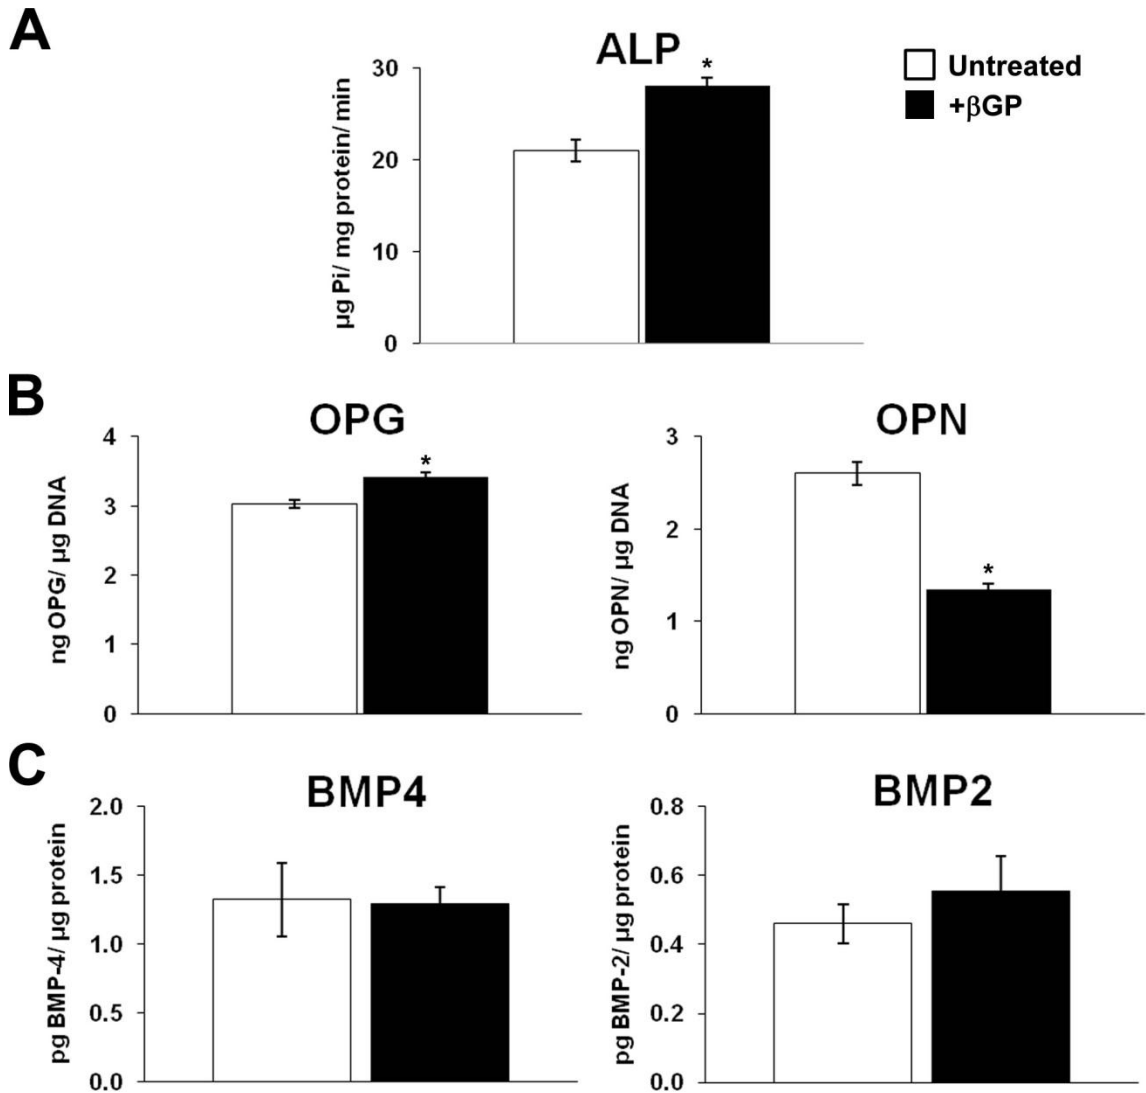 A
ALP
Untreated
+βGP
µg Pi/ mg protein/ min
30
20
10
0
*
B
OPG
ng OPG/ µg DNA
4
3
2
1
0
*
OPN
ng OPN/ µg DNA
3
2
1
0
*
C
BMP4
pg BMP-4/ µg protein
2.0
1.5
1.0
0.5
0.0
BMP2
pg BMP-2/ µg protein
0.8
0.6
0.4
0.2
0.0